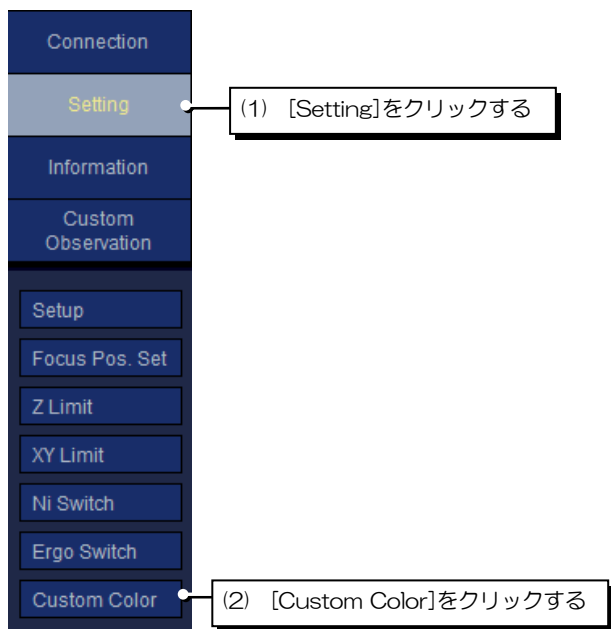 Connection
Setting
(1) [Setting]をクリックする
Information
Custom
Observation
Setup
Focus Pos. Set
Z Limit
XY Limit
Ni Switch
Ergo Switch
Custom Color
(2) [Custom Color]をクリックする